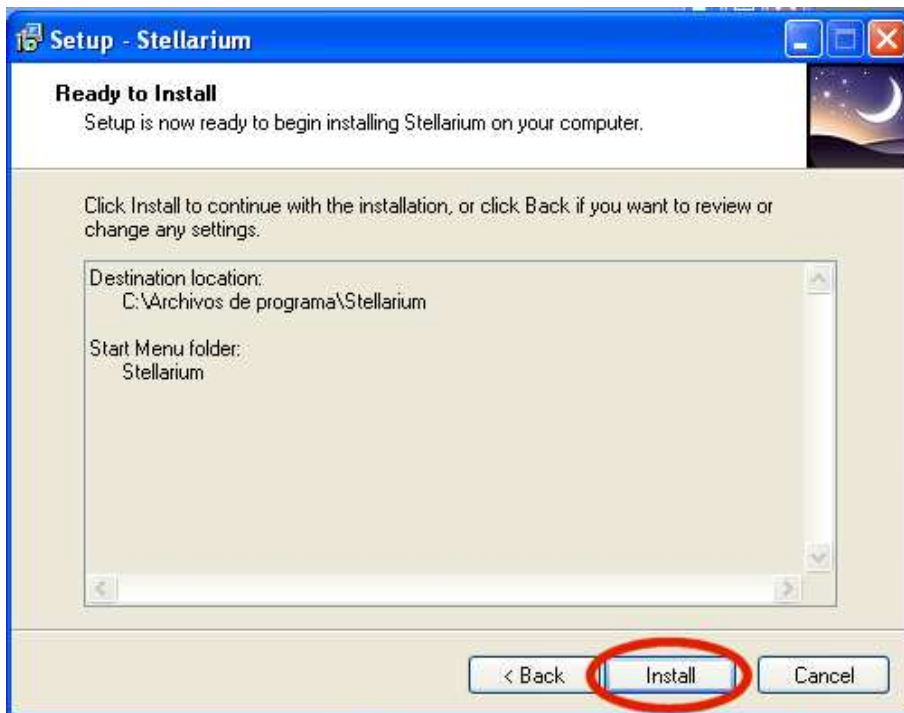 Setup - Stellarium
Ready to Install
Setup is now ready to begin installing Stellarium on your computer.
Click Install to continue with the installation, or click Back if you want to review or
change any settings.
Destination location:
C:\Archivos de programa\Stellarium
Start Menu folder:
Stellarium
< Back
Install
Cancel